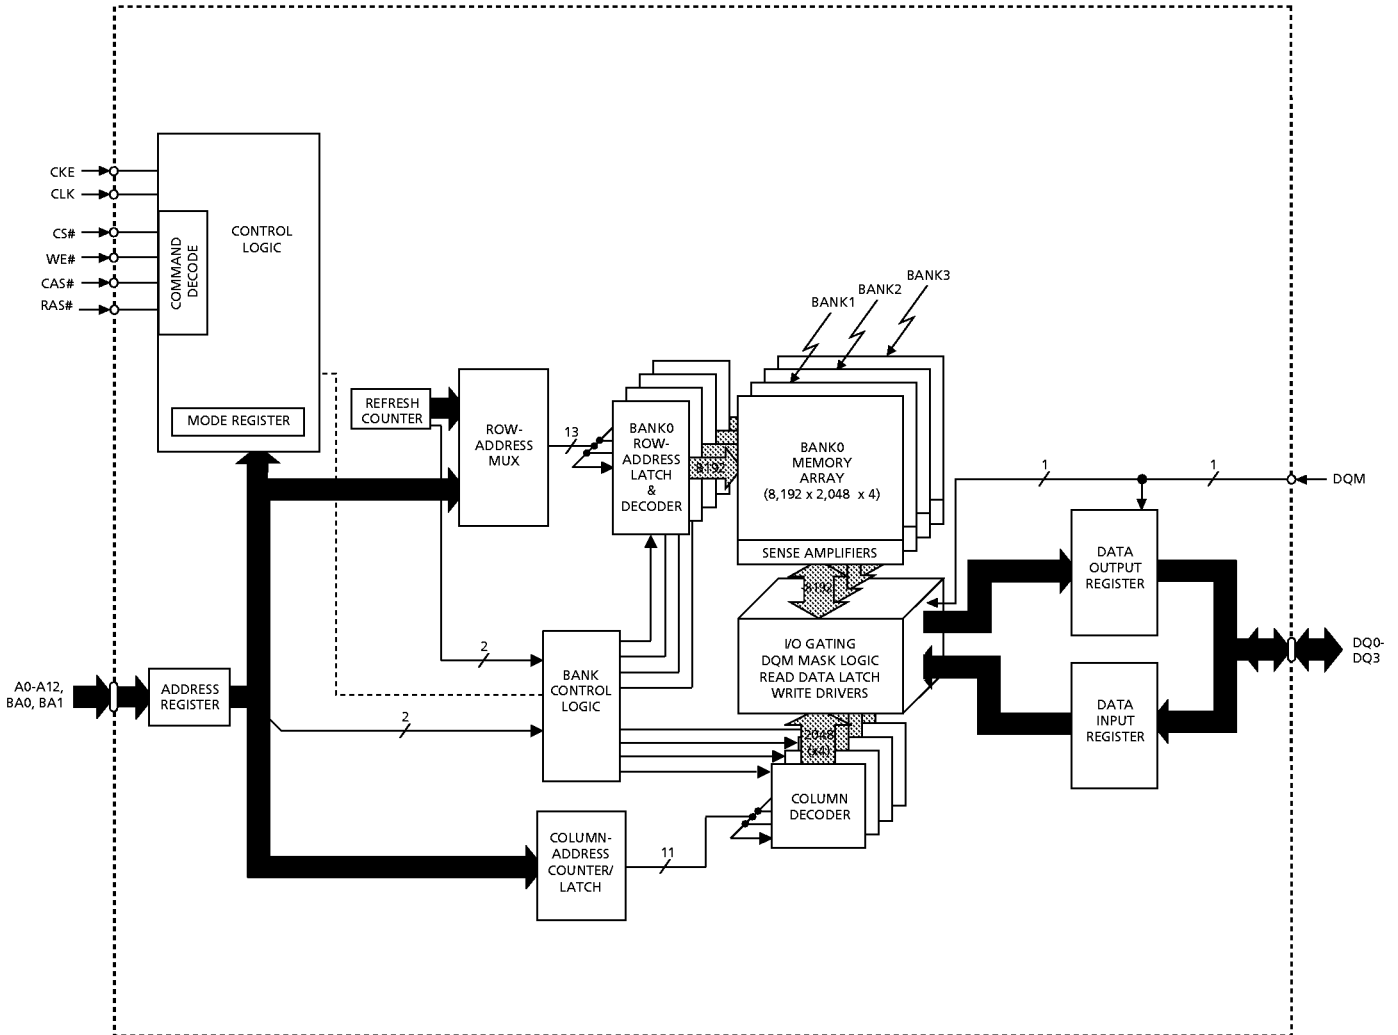 CKE
CLK
CS#
WE#
CAS#
RAS#
COMMAND
DECODE
CONTROL
LOGIC
MODE REGISTER
REFRESH
COUNTER
ROW-
ADDRESS
MUX
13
BANK0
ROW-
ADDRESS
LATCH
&
DECODER
8192
BANK1
BANK2
BANK3
BANK0
MEMORY
ARRAY
(8,192 x 2,048 x 4)
SENSE AMPLIFIERS
8192
I/O GATING
DQM MASK LOGIC
READ DATA LATCH
WRITE DRIVERS
1
1
DQM
DATA
OUTPUT
REGISTER
DATA
INPUT
REGISTER
DQ0-
DQ3
A0-A12,
BA0, BA1
ADDRESS
REGISTER
2
2
BANK
CONTROL
LOGIC
2048
(x4)
COLUMN
DECODER
COLUMN-
ADDRESS
COUNTER/
LATCH
11